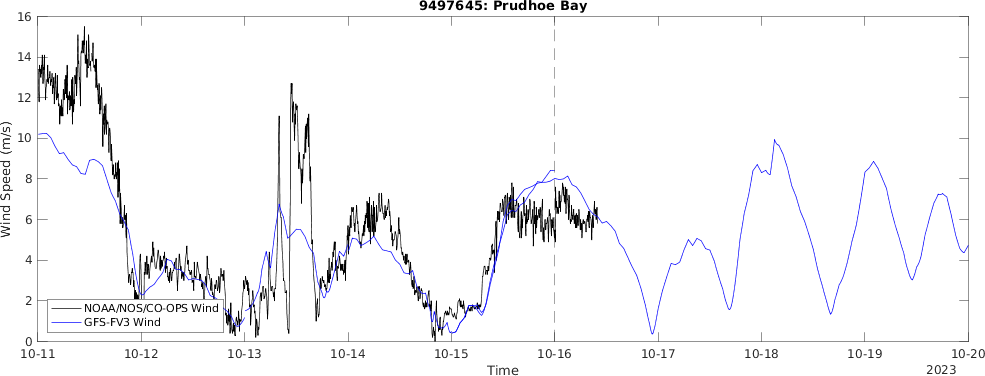 9497645: Prudhoe Bay
16
14
12
10
8
6
4
2
0
Wind Speed (m/s)
NOAA/NOS/CO-OPS Wind
GFS-FV3 Wind
10-11 10-12 10-13 10-14 10-15 10-16 10-17 10-18 10-19 10-20
Time
2023